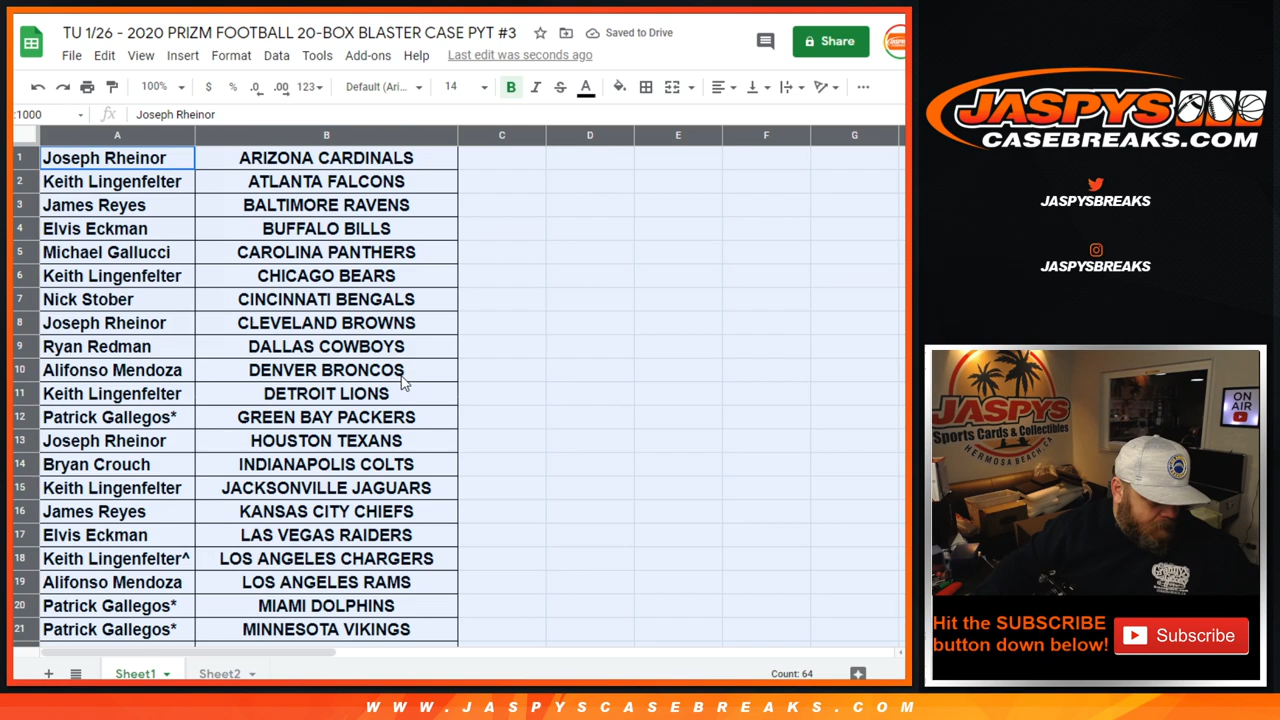 TU 1/26 - 2020 PRIZM FOOTBALL 20-BOX BLASTER CASE PYT #3
Saved to Drive
Share
File Edit View Insert Format Data Tools Add-ons Help Last edit was seconds ago
100% $ % .0 .00 123 Default (Ari... 14 B I S A
:1000 fx Joseph Rheinor
A B C D E F G
1 Joseph Rheinor ARIZONA CARDINALS
2 Keith Lingenfelter ATLANTA FALCONS
3 James Reyes BALTIMORE RAVENS
4 Elvis Eckman BUFFALO BILLS
5 Michael Gallucci CAROLINA PANTHERS
6 Keith Lingenfelter CHICAGO BEARS
7 Nick Stober CINCINNATI BENGALS
8 Joseph Rheinor CLEVELAND BROWNS
9 Ryan Redman DALLAS COWBOYS
10 Alifonso Mendoza DENVER BRONCOS
11 Keith Lingenfelter DETROIT LIONS
12 Patrick Gallegos* GREEN BAY PACKERS
13 Joseph Rheinor HOUSTON TEXANS
14 Bryan Crouch INDIANAPOLIS COLTS
15 Keith Lingenfelter JACKSONVILLE JAGUARS
16 James Reyes KANSAS CITY CHIEFS
17 Elvis Eckman LAS VEGAS RAIDERS
18 Keith Lingenfelter^ LOS ANGELES CHARGERS
19 Alifonso Mendoza LOS ANGELES RAMS
20 Patrick Gallegos* MIAMI DOLPHINS
21 Patrick Gallegos* MINNESOTA VIKINGS
Sheet1 Sheet2 Count: 64
JASPYS
CASEBREAKS.COM
JASPYSBREAKS
JASPYSBREAKS
JASPYS
Sports Cards & Collectibles
HERMOSA BEACH, CA
ON
AIR
Hit the SUBSCRIBE
button down below!
Subscribe
WWW.JASPYSCASEBREAKS.COM